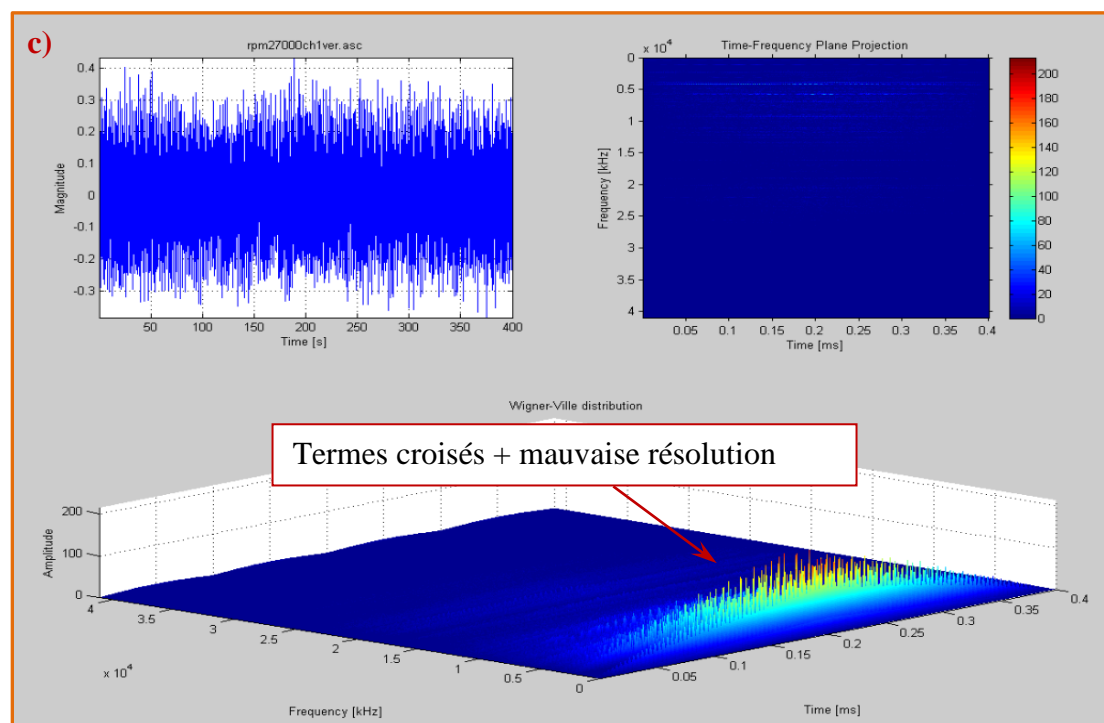 c)
rpm27000ch1ver.asc
0.4
0.3
0.2
0.1
0
-0.1
-0.2
-0.3
Magnitude
50 100 150 200 250 300 350 400
Time [s]
Time-Frequency Plane Projection
x 10^4
0
0.5
1
1.5
2
2.5
3
3.5
4
Frequency [kHz]
0.05 0.1 0.15 0.2 0.25 0.3 0.35 0.4
Time [ms]
200
180
160
140
120
100
80
60
40
20
0
Wigner-Ville distribution
Termes croisés + mauvaise résolution
200
100
0
Amplitude
4 3.5 3 2.5 2 1.5 1 0.5 0
x 10^4
Frequency [kHz]
0.05 0.1 0.15 0.2 0.25 0.3 0.35 0.4
Time [ms]